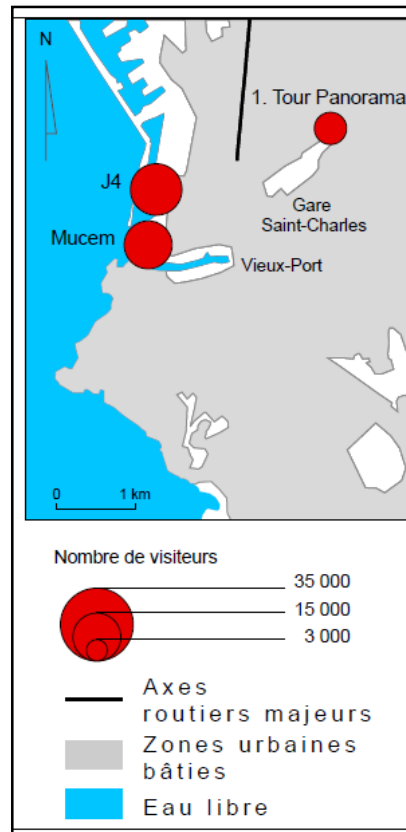 N
1. Tour Panorama
J4
Gare
Saint-Charles
Mucem
Vieux-Port
0 1 km
Nombre de visiteurs
35 000
15 000
3 000
Axes
routiers majeurs
Zones urbaines
bâties
Eau libre